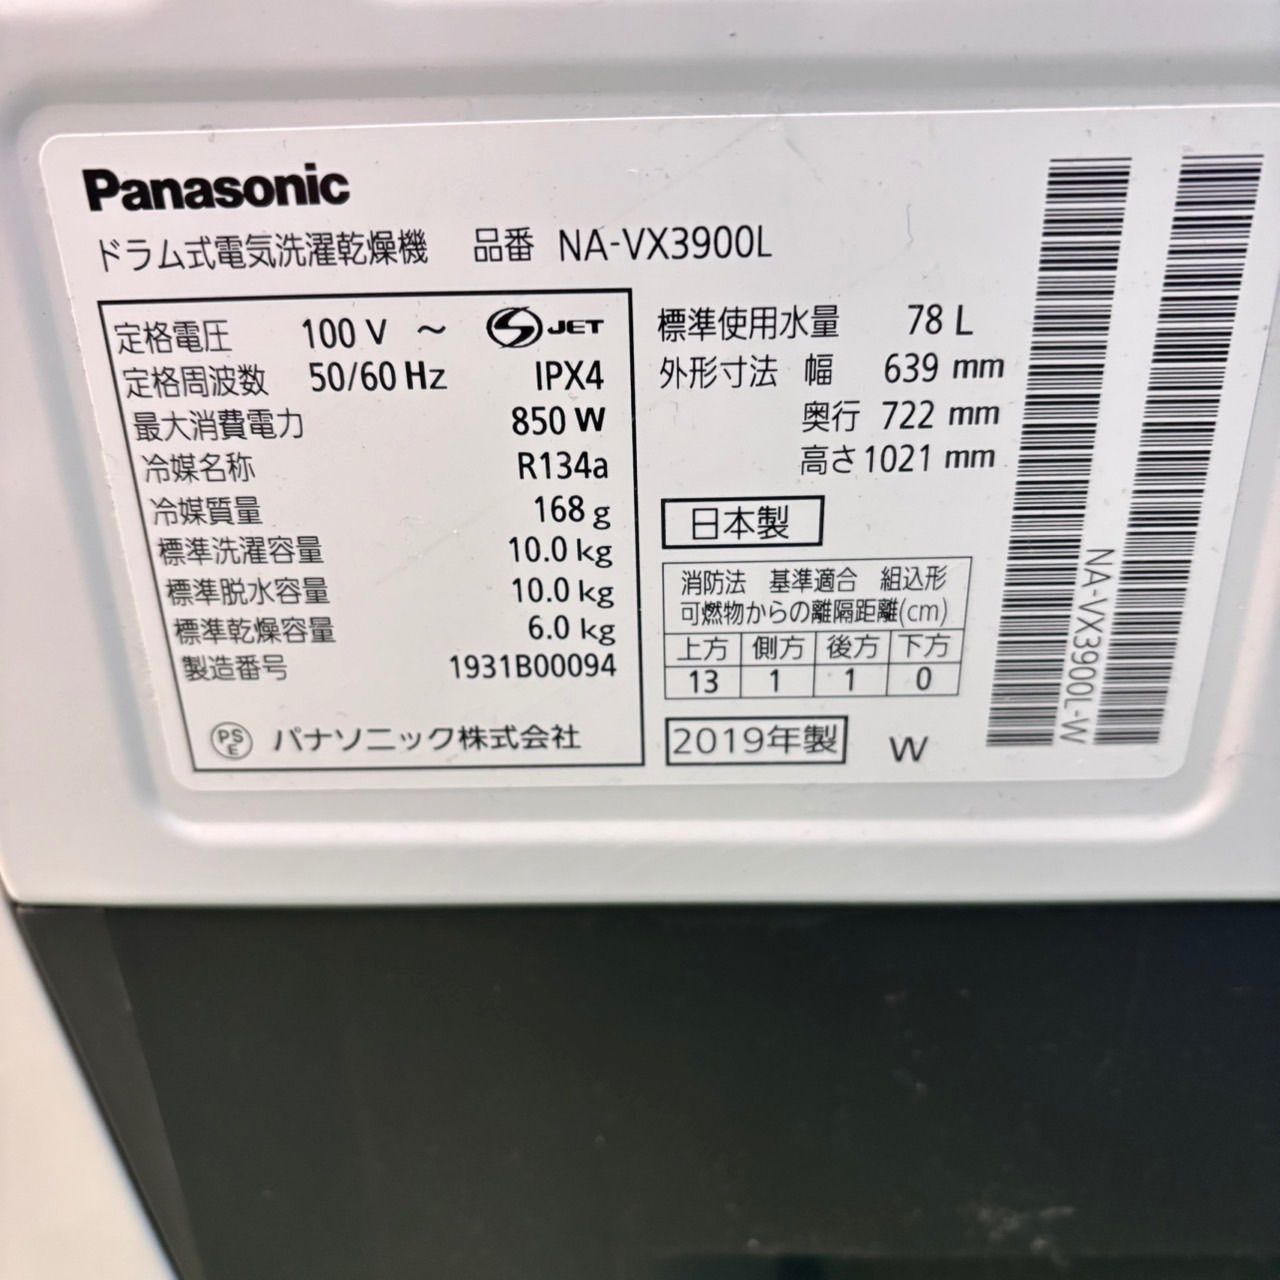 Panasonic
ドラム式電気洗濯乾燥機 品番 NA-VX3900L
定格電圧 100 V ～ S JET
定格周波数 50/60 Hz IPX4
最大消費電力 850 W
冷媒名称 R134a
冷媒質量 168 g
標準洗濯容量 10.0 kg
標準脱水容量 10.0 kg
標準乾燥容量 6.0 kg
製造番号 1931B00094
PSE パナソニック株式会社
標準使用水量 78 L
外形寸法 幅 639 mm
奥行 722 mm
高さ 1021 mm
日本製
消防法 基準適合 組込形
可燃物からの離隔距離(cm)
上方 側方 後方 下方
13 1 1 0
2019年製 W
NA-VX3900L-W